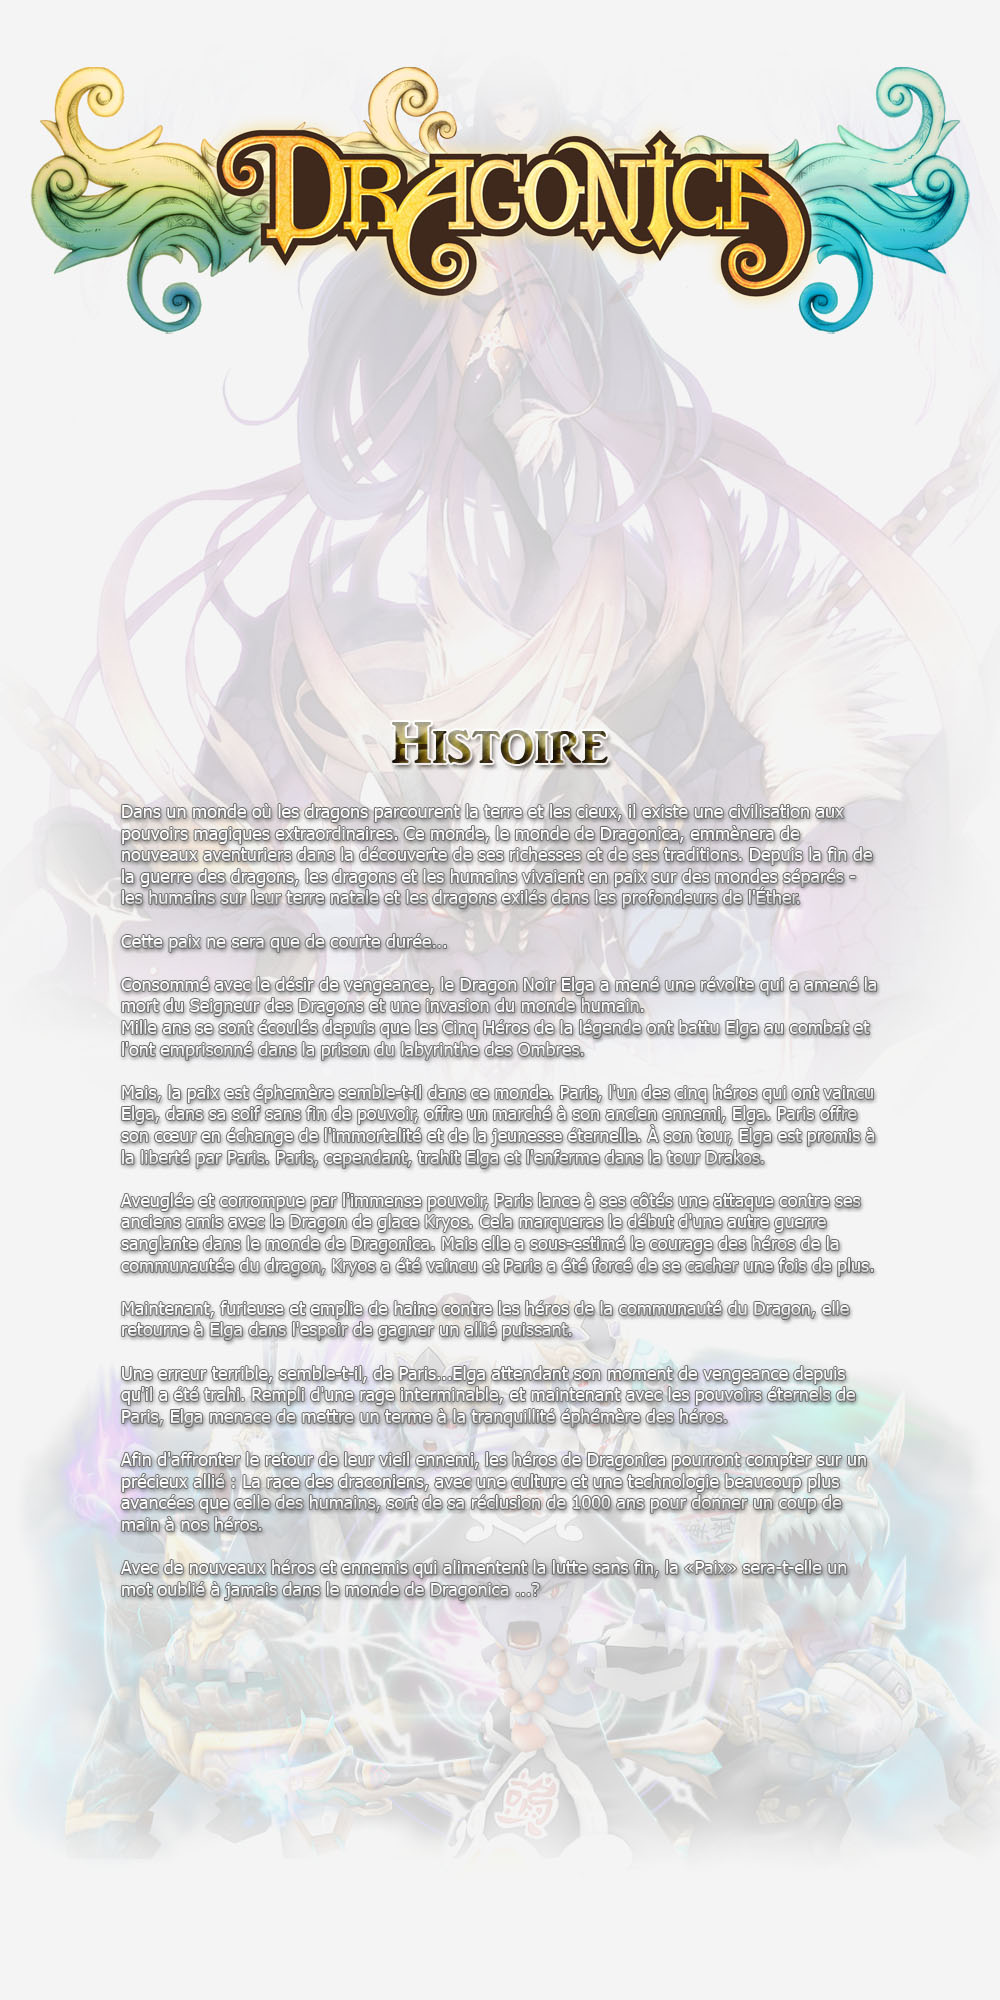 DRAGONICA
HISTOIRE
Dans un monde où les dragons parcourent la terre et les cieux, il existe une civilisation aux
pouvoirs magiques extraordinaires. Ce monde, le monde de Dragonica, emmènera de
nouveaux aventuriers dans la découverte de ses richesses et de ses traditions. Depuis la fin de
la guerre des dragons, les dragons et les humains vivaient en paix sur des mondes séparés -
les humains sur leur terre natale et les dragons exilés dans les profondeurs de l'Éther.
Cette paix ne sera que de courte durée...
Consommé avec le désir de vengeance, le Dragon Noir Elga a mené une révolte qui a amené la
mort du Seigneur des Dragons et une invasion du monde humain.
Mille ans se sont écoulés depuis que les Cinq Héros de la légende ont battu Elga au combat et
l'ont emprisonné dans la prison du labyrinthe des Ombres.
Mais, la paix est éphemère semble-t-il dans ce monde. Paris, l'un des cinq héros qui ont vaincu
Elga, dans sa soif sans fin de pouvoir, offre un marché à son ancien ennemi, Elga. Paris offre
son cœur en échange de l'immortalité et de la jeunesse éternelle. À son tour, Elga est promis à
la liberté par Paris. Paris, cependant, trahit Elga et l'enferme dans la tour Drakos.
Aveuglée et corrompue par l'immense pouvoir, Paris lance à ses côtés une attaque contre ses
anciens amis avec le Dragon de glace Kryos. Cela marqueras le début d'une autre guerre
sanglante dans le monde de Dragonica. Mais elle a sous-estimé le courage des héros de la
communautée du dragon, Kryos a été vaincu et Paris a été forcé de se cacher une fois de plus.
Maintenant, furieuse et emplie de haine contre les héros de la communauté du Dragon, elle
retourne à Elga dans l'espoir de gagner un allié puissant.
Une erreur terrible, semble-t-il, de Paris...Elga attendant son moment de vengeance depuis
qu'il a été trahi. Rempli d'une rage interminable, et maintenant avec les pouvoirs éternels de
Paris, Elga menace de mettre un terme à la tranquillité éphémère des héros.
Afin d'affronter le retour de leur vieil ennemi, les héros de Dragonica pourront compter sur un
précieux allié : La race des draconiens, avec une culture et une technologie beaucoup plus
avancées que celle des humains, sort de sa réclusion de 1000 ans pour donner un coup de
main à nos héros.
Avec de nouveaux héros et ennemis qui alimentent la lutte sans fin, la «Paix» sera-t-elle un
mot oublié à jamais dans le monde de Dragonica ...?